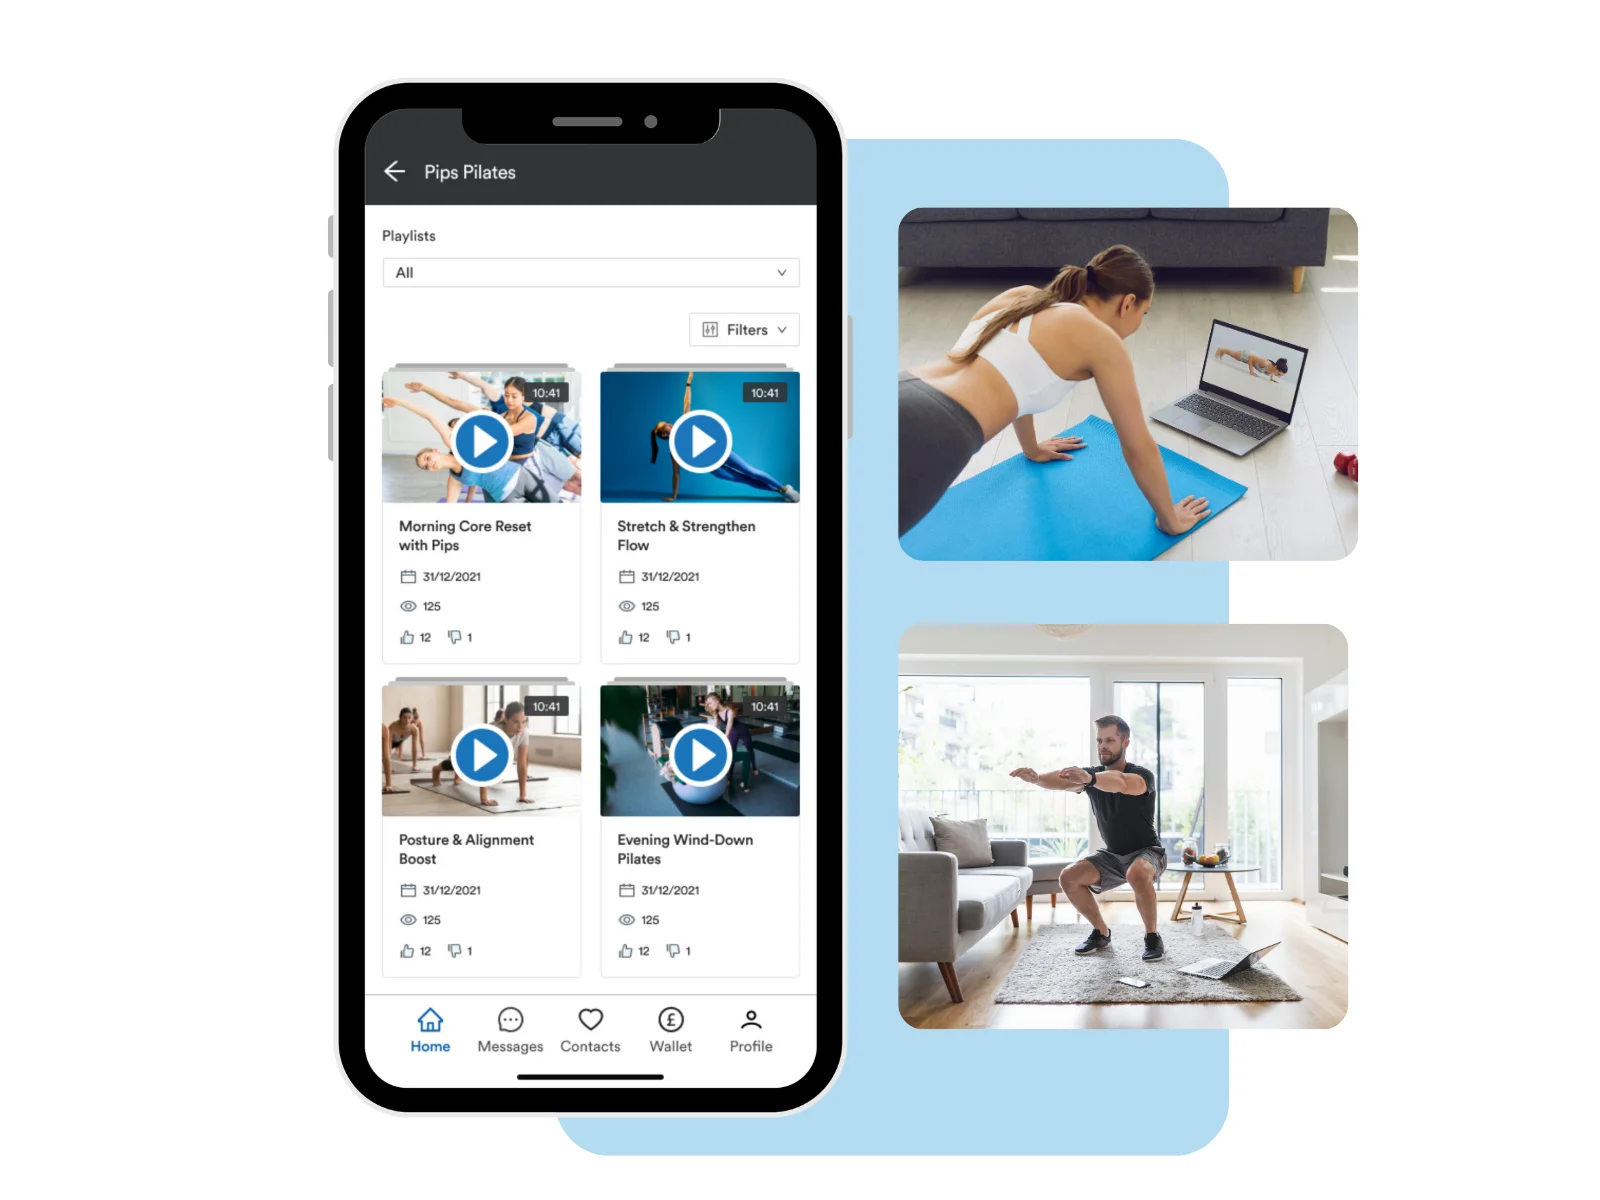 Pips Pilates
Playlists
All
Filters
10:41
10:41
Morning Core Reset
with Pips
Stretch & Strengthen
Flow
31/12/2021
31/12/2021
125
125
12 1
12 1
10:41
10:41
Posture & Alignment
Boost
Evening Wind-Down
Pilates
31/12/2021
31/12/2021
125
125
12 1
12 1
£
Home Messages Contacts Wallet Profile